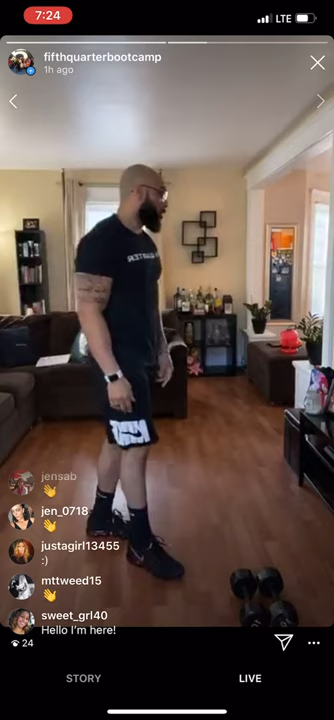 7:24
LTE
fifthquarterbootcamp
1h ago
jensab
👋
jen_0718
👋
justagirl13455
:)
mttweed15
👋
sweet_grl40
Hello I'm here!
24
STORY
LIVE